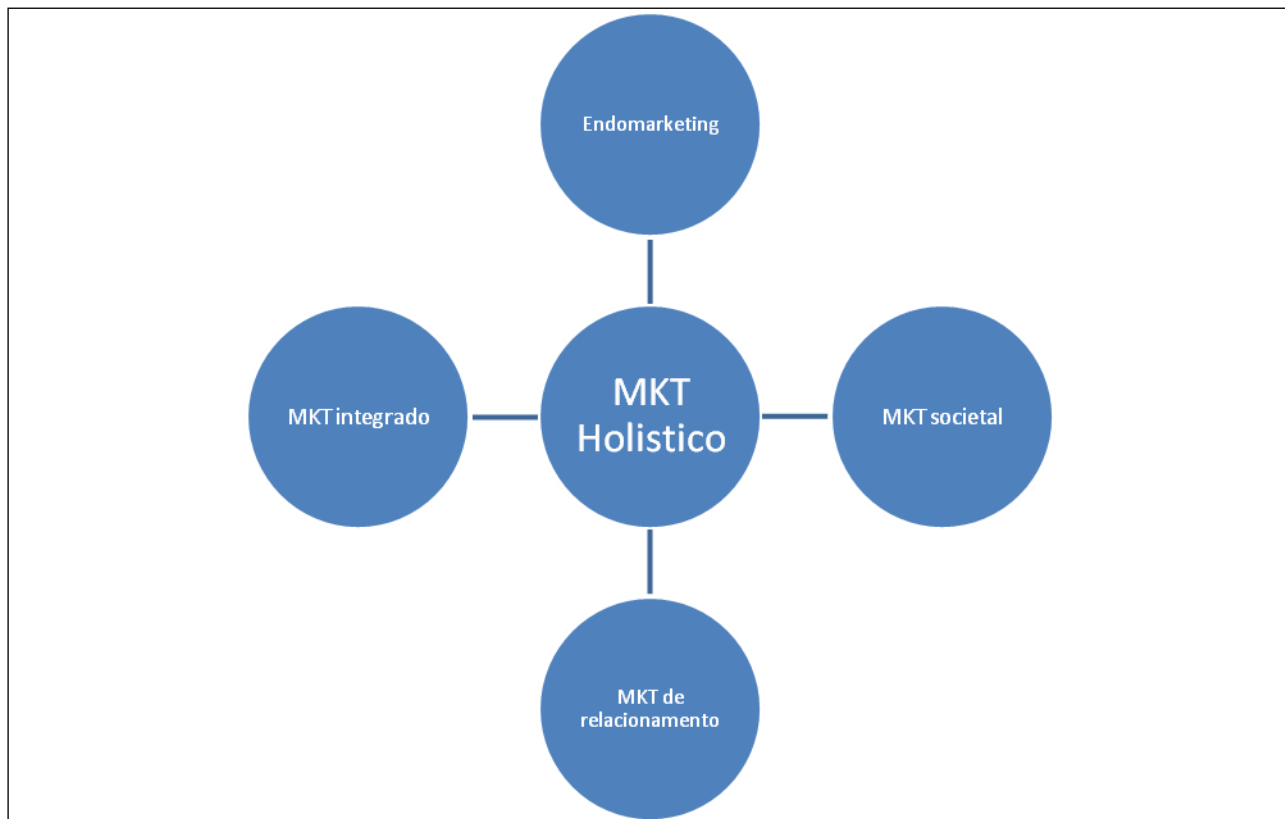 Endomarketing
MKT integrado
MKT
Holistico
MKT societal
MKT de
relacionamento